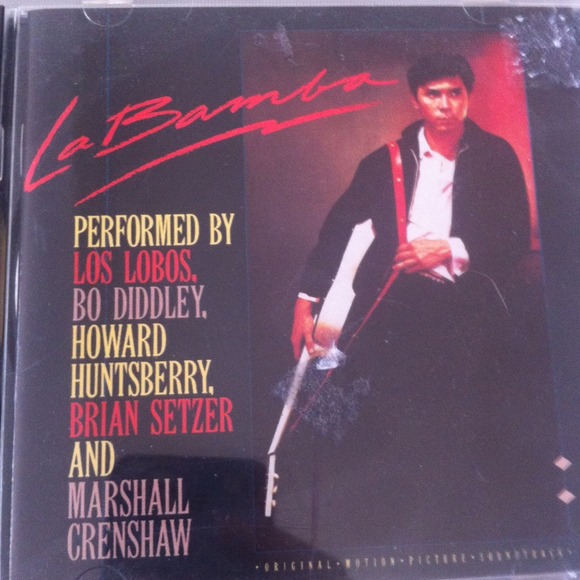 La Bamba
PERFORMED BY
LOS LOBOS,
BO DIDDLEY,
HOWARD
HUNTSBERRY,
BRIAN SETZER
AND
MARSHALL
CRENSHAW
· ORIGINAL · MOTION · PICTURE · SOUNDTRACK ·